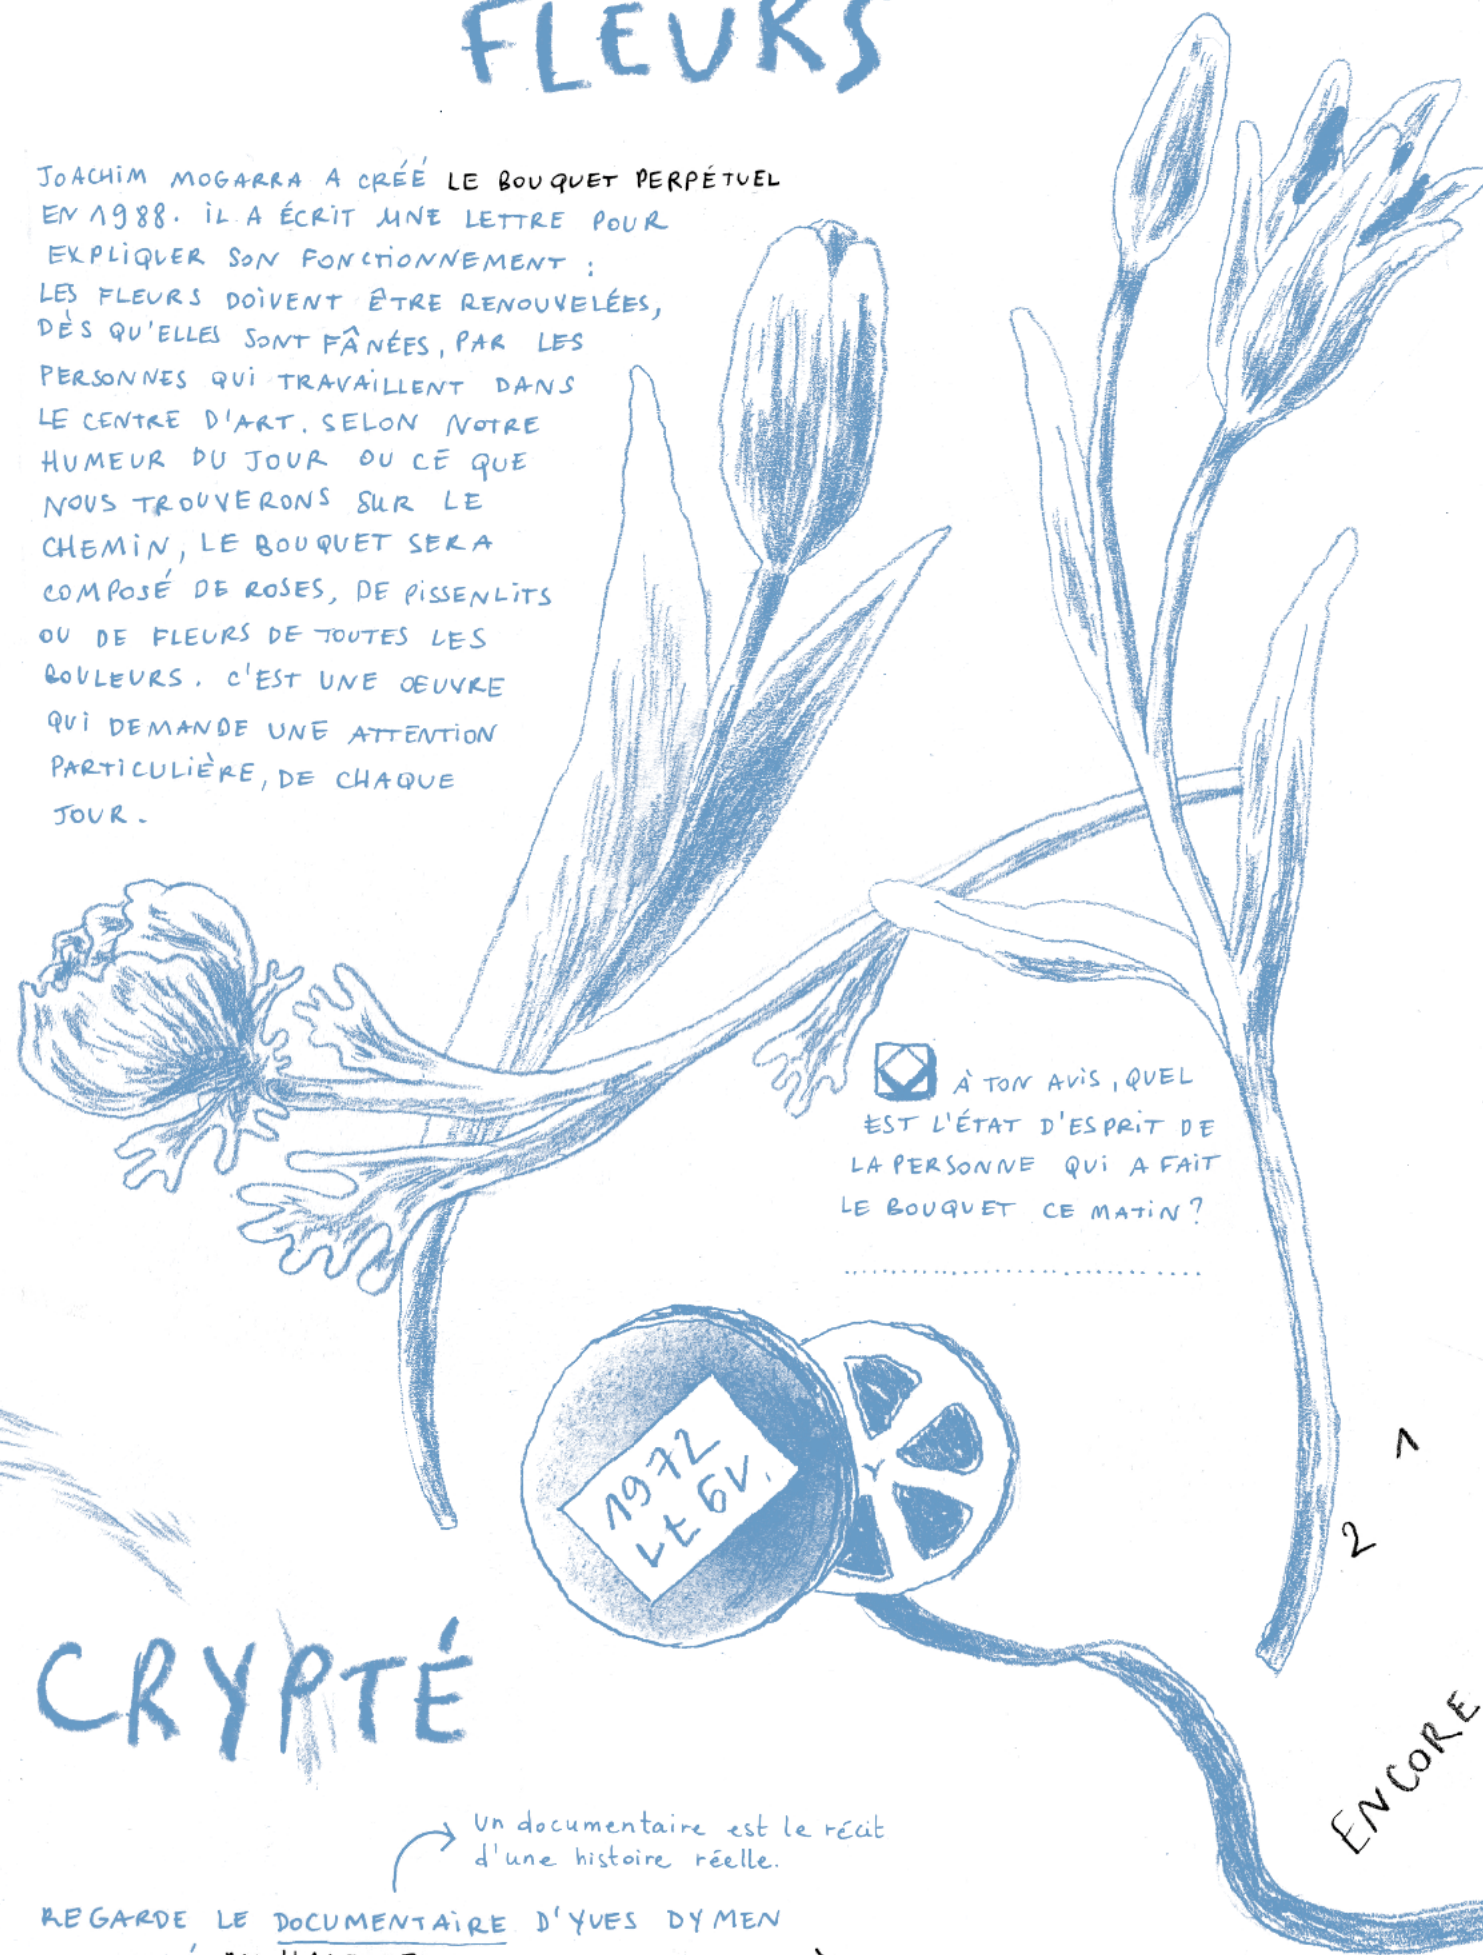 FLEURS
JOACHIM MOGARRA A CRÉÉ LE BOUQUET PERPÉTUEL
EN 1988. IL A ÉCRIT UNE LETTRE POUR
EXPLIQUER SON FONCTIONNEMENT :
LES FLEURS DOIVENT ÊTRE RENOUVELÉES,
DÈS QU'ELLES SONT FÂNÉES, PAR LES
PERSONNES QUI TRAVAILLENT DANS
LE CENTRE D'ART. SELON NOTRE
HUMEUR DU JOUR OU CE QUE
NOUS TROUVERONS SUR LE
CHEMIN, LE BOUQUET SERA
COMPOSÉ DE ROSES, DE PISSENLITS
OU DE FLEURS DE TOUTES LES
COULEURS. C'EST UNE OEUVRE
QUI DEMANDE UNE ATTENTION
PARTICULIÈRE, DE CHAQUE
JOUR.
À TON AVIS, QUEL
EST L'ÉTAT D'ESPRIT DE
LA PERSONNE QUI A FAIT
LE BOUQUET CE MATIN ?
1972
1
2
CRYPTÉ
ENCORE
Un documentaire est le récit
d'une histoire réelle.
REGARDE LE DOCUMENTAIRE D'YVES DYMEN